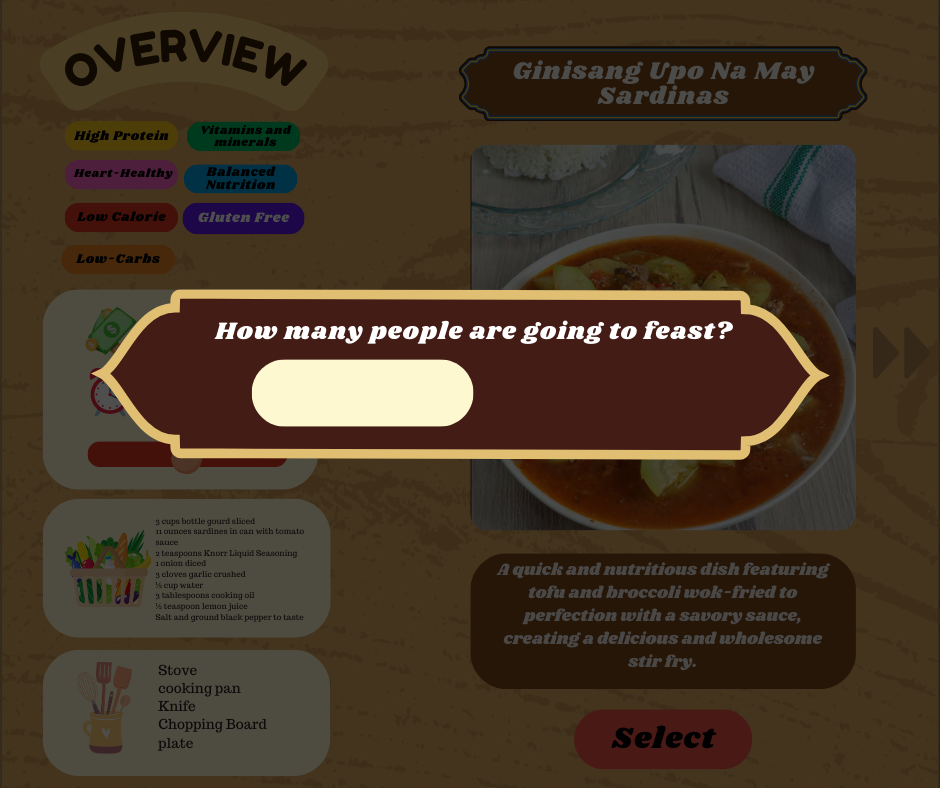 OVERVIEW
High Protein
Vitamins and
minerals
Heart-Healthy
Balanced
Nutrition
Low Calorie
Gluten Free
Low-Carbs
Ginisang Upo Na May
Sardinas
How many people are going to feast?
3 cups bottle gourd sliced
11 ounces sardines in can with tomato
sauce
2 teaspoons Knorr Liquid Seasoning
1 onion diced
3 cloves garlic crushed
¾ cup water
3 tablespoons cooking oil
½ teaspoon lemon juice
Salt and ground black pepper to taste
Stove
cooking pan
Knife
Chopping Board
plate
A quick and nutritious dish featuring
tofu and broccoli wok-fried to
perfection with a savory sauce,
creating a delicious and wholesome
stir fry.
Select